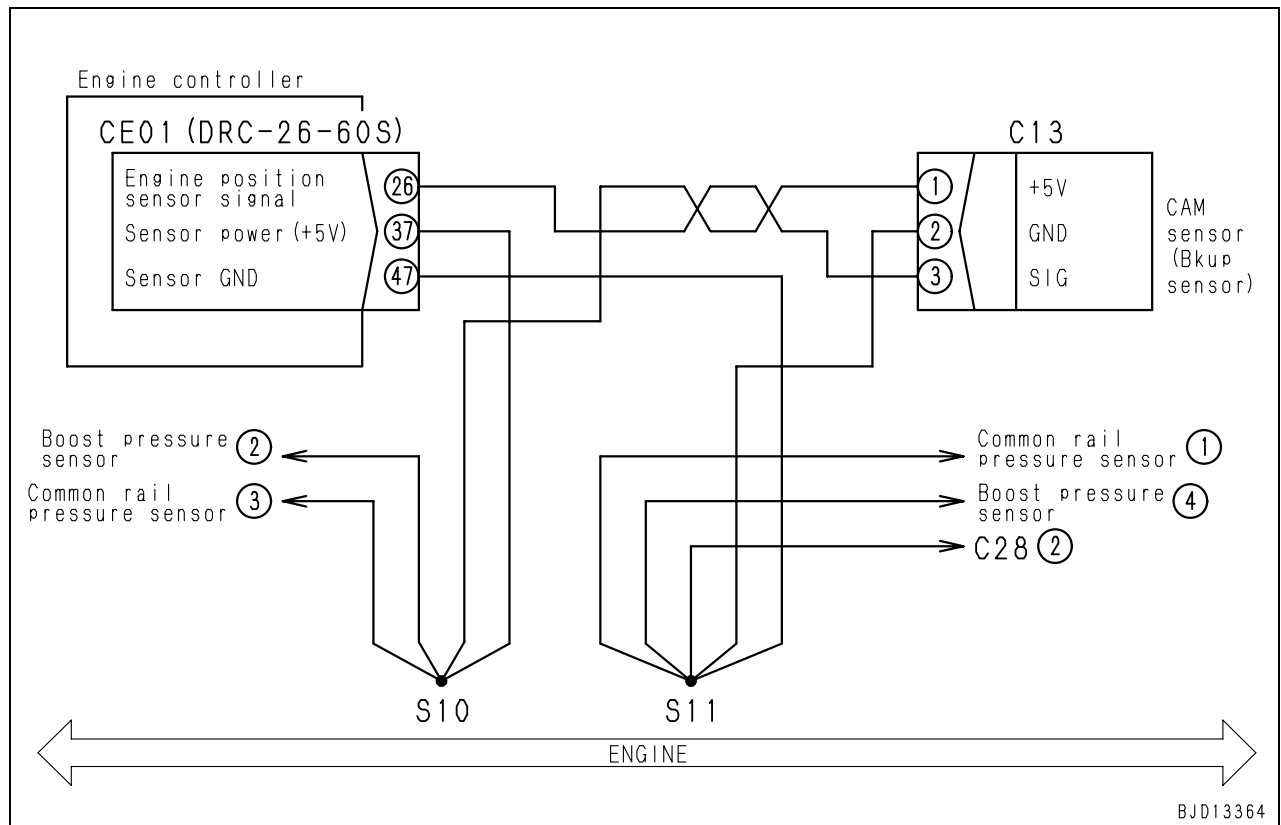 Engine controller
CE01 (DRC-26-60S)
Engine position
sensor signal
26
Sensor power (+5V)
37
Sensor GND
47
C13
1
+5V
2
GND
3
SIG
CAM
sensor
(Bkup
sensor)
Boost pressure
sensor
2
Common rail
pressure sensor
3
Common rail
pressure sensor
1
Boost pressure
sensor
4
C28 2
S10
S11
ENGINE
BJD13364